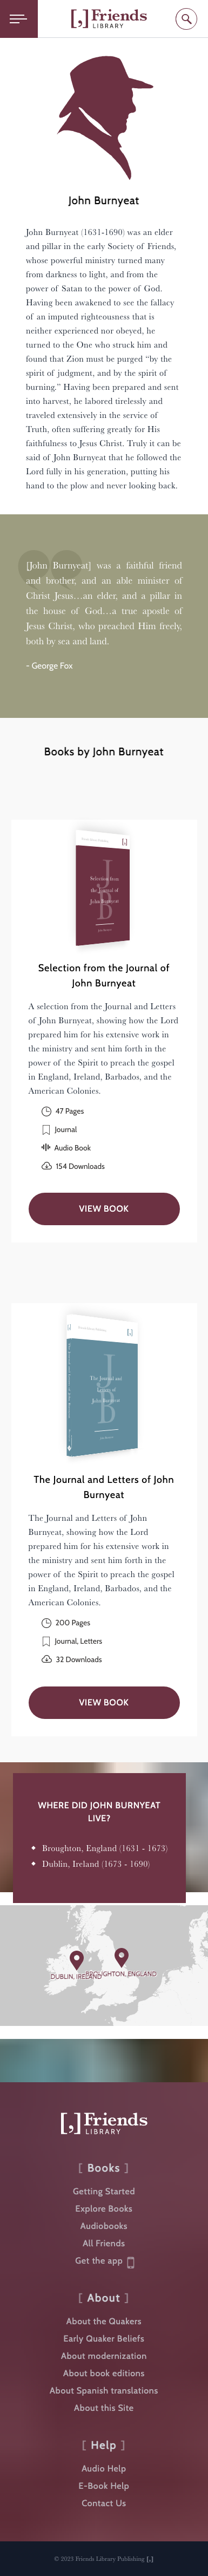 [,] Friends
LIBRARY
John Burnyeat
John Burnyeat (1631-1690) was an elder
and pillar in the early Society of Friends,
whose powerful ministry turned many
from darkness to light, and from the
power of Satan to the power of God.
Having been awakened to see the fallacy
of an imputed righteousness that is
neither experienced nor obeyed, he
turned to the One who struck him and
found that Zion must be purged “by the
spirit of judgment, and by the spirit of
burning.” Having been prepared and sent
into harvest, he labored tirelessly and
traveled extensively in the service of
Truth, often suffering greatly for His
faithfulness to Jesus Christ. Truly it can be
said of John Burnyeat that he followed the
Lord fully in his generation, putting his
hand to the plow and never looking back.
[John Burnyeat] was a faithful friend
and brother, and an able minister of
Christ Jesus…an elder, and a pillar in
the house of God…a true apostle of
Jesus Christ, who preached Him freely,
both by sea and land.
- George Fox
Books by John Burnyeat
Selection from
the Journal of
John Burnyeat
Selection from the Journal of
John Burnyeat
A selection from the Journal and Letters
of John Burnyeat, showing how the Lord
prepared him for his extensive work in
the ministry and sent him forth in the
power of the Spirit to preach the gospel
in England, Ireland, Barbados, and the
American Colonies.
47 Pages
Journal
Audio Book
154 Downloads
VIEW BOOK
The Journal and
Letters of
John Burnyeat
The Journal and Letters of John
Burnyeat
The Journal and Letters of John
Burnyeat, showing how the Lord
prepared him for his extensive work in
the ministry and sent him forth in the
power of the Spirit to preach the gospel
in England, Ireland, Barbados, and the
American Colonies.
200 Pages
Journal, Letters
32 Downloads
VIEW BOOK
WHERE DID JOHN BURNYEAT
LIVE?
Broughton, England (1631 - 1673)
Dublin, Ireland (1673 - 1690)
BROUGHTON, ENGLAND
DUBLIN, IRELAND
[,] Friends
LIBRARY
[ Books ]
Getting Started
Explore Books
Audiobooks
All Friends
Get the app
[ About ]
About the Quakers
Early Quaker Beliefs
About modernization
About book editions
About Spanish translations
About this Site
[ Help ]
Audio Help
E-Book Help
Contact Us
© 2023 Friends Library Publishing [,]